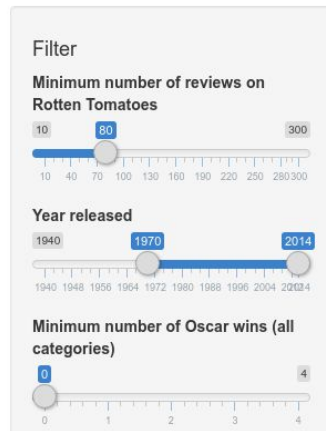 Filter
Minimum number of reviews on
Rotten Tomatoes
10 80 300
10 40 70 100 130 160 190 220 250 280 300
Year released
1940 1970 2014
1940 1948 1956 1964 1972 1980 1988 1996 2004 2012 2014
Minimum number of Oscar wins (all
categories)
0 4
0 1 2 3 4